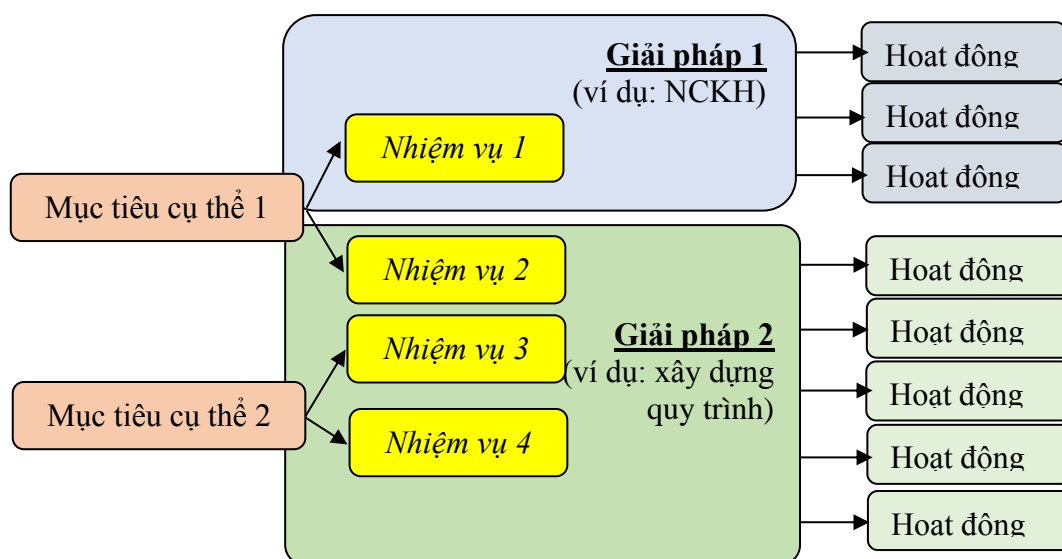 Giải pháp 1
(ví dụ: NCKH)
Nhiệm vụ 1
Mục tiêu cụ thể 1
Nhiệm vụ 2
Nhiệm vụ 3
Giải pháp 2
(ví dụ: xây dựng
quy trình)
Mục tiêu cụ thể 2
Nhiệm vụ 4
Hoạt động
Hoạt động
Hoạt động
Hoạt động
Hoạt động
Hoạt động
Hoạt động
Hoạt động